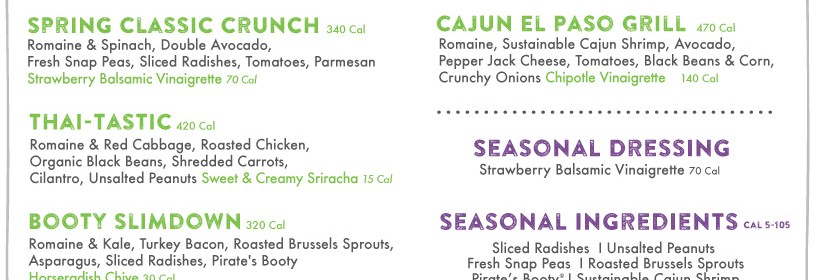 SPRING CLASSIC CRUNCH 340 Cal
Romaine & Spinach, Double Avocado,
Fresh Snap Peas, Sliced Radishes, Tomatoes, Parmesan
Strawberry Balsamic Vinaigrette 70 Cal
THAI-TASTIC 420 Cal
Romaine & Red Cabbage, Roasted Chicken,
Organic Black Beans, Shredded Carrots,
Cilantro, Unsalted Peanuts Sweet & Creamy Sriracha 15 Cal
BOOTY SLIMDOWN 320 Cal
Romaine & Kale, Turkey Bacon, Roasted Brussels Sprouts,
Asparagus, Sliced Radishes, Pirate's Booty
Horseradish Chive 30 Cal
CAJUN EL PASO GRILL 470 Cal
Romaine, Sustainable Cajun Shrimp, Avocado,
Pepper Jack Cheese, Tomatoes, Black Beans & Corn,
Crunchy Onions Chipotle Vinaigrette 140 Cal
SEASONAL DRESSING
Strawberry Balsamic Vinaigrette 70 Cal
SEASONAL INGREDIENTS CAL 5-105
Sliced Radishes | Unsalted Peanuts
Fresh Snap Peas | Roasted Brussels Sprouts
Pirate's Booty® | Sustainable Cajun Shrimp